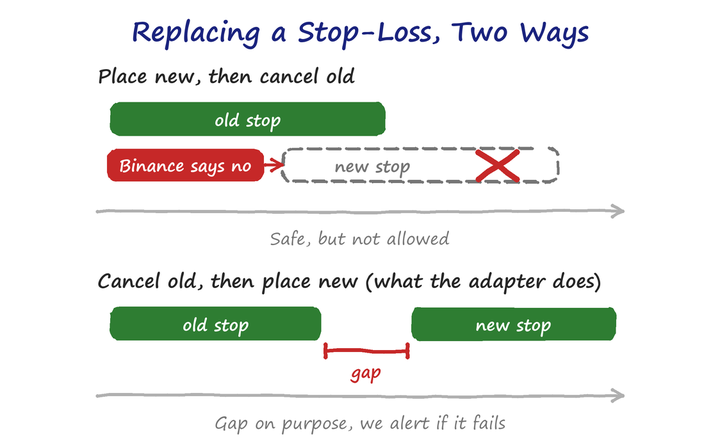 Replacing a Stop-Loss, Two Ways
Place new, then cancel old
old stop
Binance says no
new stop
Safe, but not allowed
Cancel old, then place new (what the adapter does)
old stop
new stop
gap
Gap on purpose, we alert if it fails